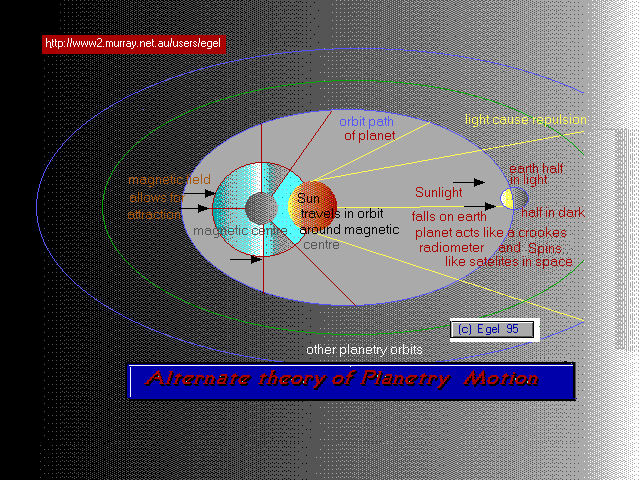 http://www2.murray.net.au/users/egel
orbit path
of planet
light cause repulsion
magnetic field
allows for
attraction
Sun
travels in orbit
around magnetic
centre
magnetic centre
Sunlight
earth half
in light
half in dark
falls on earth
planet acts like a crookes
radiometer and Spins..
like satelites in space
(c) Egel 95
other planetry orbits
Alternate theory of Planetry Motion